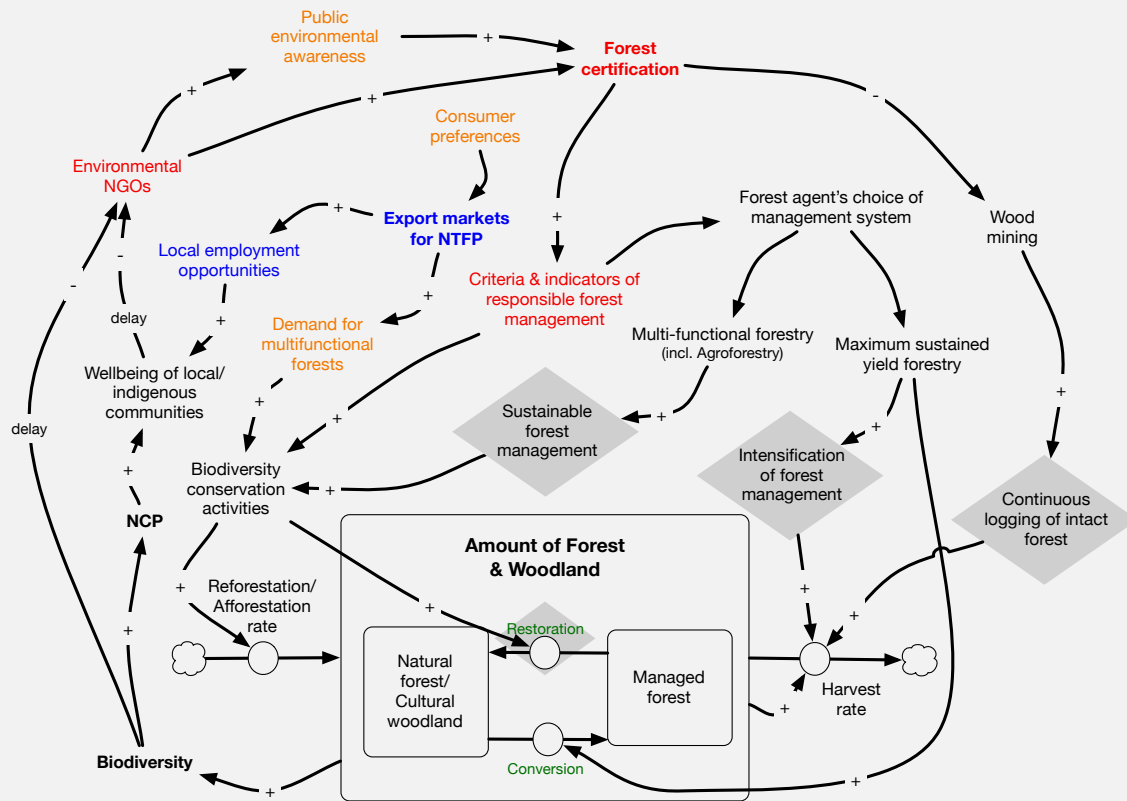 Public
environmental
awareness
+
Forest
certification
+
+
-
Consumer
preferences
Environmental
NGOs
Export markets
for NTFP
+
+
Local employment
opportunities
+
Forest agent's choice of
management system
Wood
mining
-
-
delay
+
+
Criteria & indicators of
responsible forest
management
Demand for
multifunctional
forests
Multi-functional forestry
(incl. Agroforestry)
Maximum sustained
yield forestry
Wellbeing of local/
indigenous
communities
delay
+
+
+
+
+
Sustainable
forest
management
Intensification
of forest
management
Continuous
logging of intact
forest
Biodiversity
conservation
activities
+
+
NCP
Amount of Forest
& Woodland
+
Reforestation/
Afforestation
rate
+
+
+
+
Restoration
Natural
forest/
Cultural
woodland
Managed
forest
Harvest
rate
+
Biodiversity
Conversion
+
+